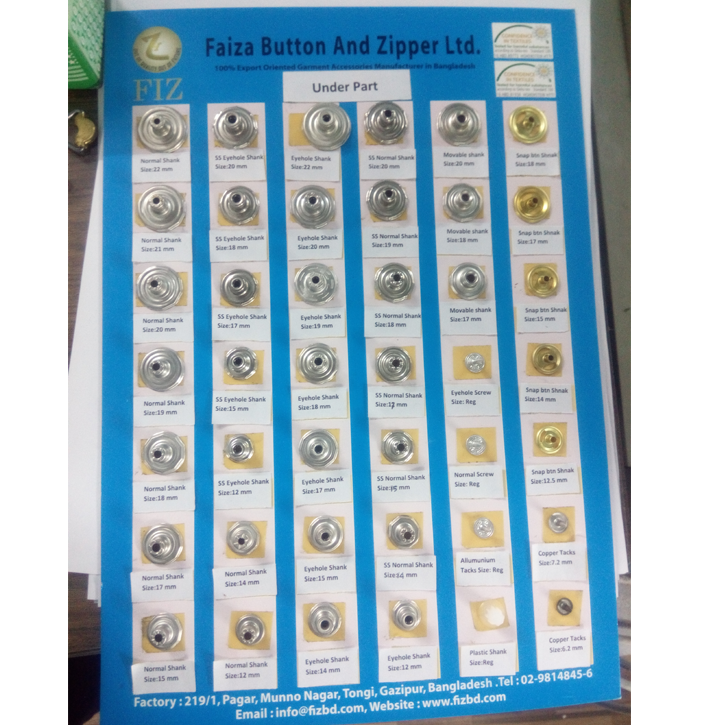 Faiza Button And Zipper Ltd.
100% Export Oriented Garment Accessories Manufacturer in Bangladesh
FIZ
Under Part
CONFIDENCE
IN TEXTILES
CONFIDENCE
IN TEXTILES
Normal Shank
Size:22 mm
SS Eyehole Shank
Size:20 mm
Eyehole Shank
Size:22 mm
SS Normal Shank
Size:20 mm
Movable shank
Size:20 mm
Snap btn Shnak
Size:18 mm
Normal Shank
Size:21 mm
SS Eyehole Shank
Size:18 mm
Eyehole Shank
Size:20 mm
SS Normal Shank
Size:19 mm
Movable shank
Size:18 mm
Snap btn Shnak
Size:17 mm
Normal Shank
Size:20 mm
SS Eyehole Shank
Size:17 mm
Eyehole Shank
Size:19 mm
SS Normal Shank
Size:18 mm
Movable shank
Size:17 mm
Snap btn Shnak
Size:15 mm
Normal Shank
Size:19 mm
SS Eyehole Shank
Size:15 mm
Eyehole Shank
Size:18 mm
SS Normal Shank
Size:17 mm
Eyehole Screw
Size: Reg
Snap btn Shnak
Size:14 mm
Normal Shank
Size:18 mm
SS Eyehole Shank
Size:12 mm
Eyehole Shank
Size:17 mm
SS Normal Shank
Size:15 mm
Normal Screw
Size: Reg
Snap btn Shnak
Size:12.5 mm
Normal Shank
Size:17 mm
Normal Shank
Size:14 mm
Eyehole Shank
Size:15 mm
SS Normal Shank
Size:14 mm
Allumunium
Tacks Size: Reg
Copper Tacks
Size:7.2 mm
Normal Shank
Size:15 mm
Normal Shank
Size:12 mm
Eyehole Shank
Size:14 mm
Eyehole Shank
Size:12 mm
Plastic Shank
Size:Reg
Copper Tacks
Size:6.2 mm
Factory : 219/1, Pagar, Munno Nagar, Tongi, Gazipur, Bangladesh .Tel : 02-9814845-6
Email : info@fizbd.com, Website : www.fizbd.com